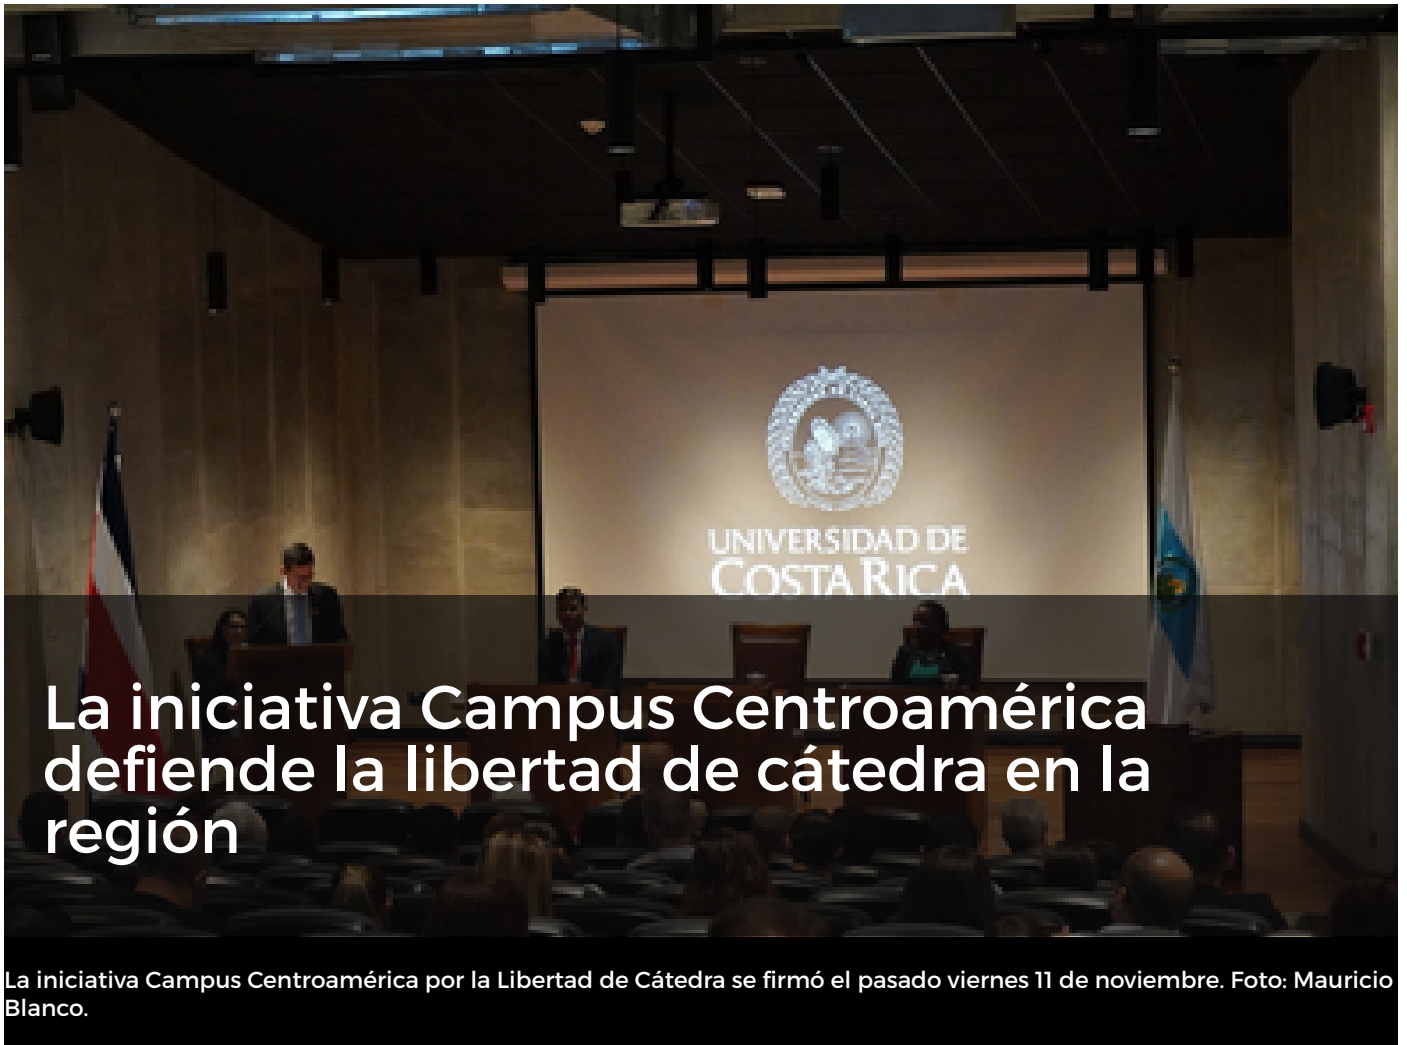 UNIVERSIDAD DE
COSTA RICA
La iniciativa Campus Centroamérica
defiende la libertad de cátedra en la
región
La iniciativa Campus Centroamérica por la Libertad de Cátedra se firmó el pasado viernes 11 de noviembre. Foto: Mauricio
Blanco.